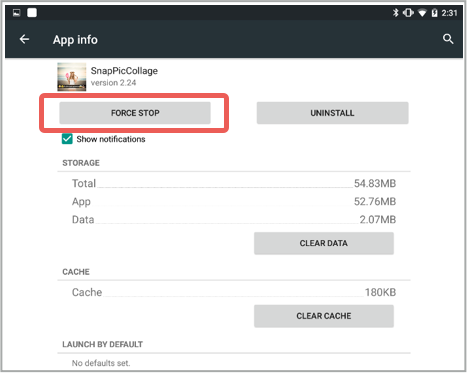 2:31
App info
SnapPicCollage
version 2.24
FORCE STOP
UNINSTALL
Show notifications
STORAGE
Total 54.83MB
App 52.76MB
Data 2.07MB
CLEAR DATA
CACHE
Cache 180KB
CLEAR CACHE
LAUNCH BY DEFAULT
No defaults set.